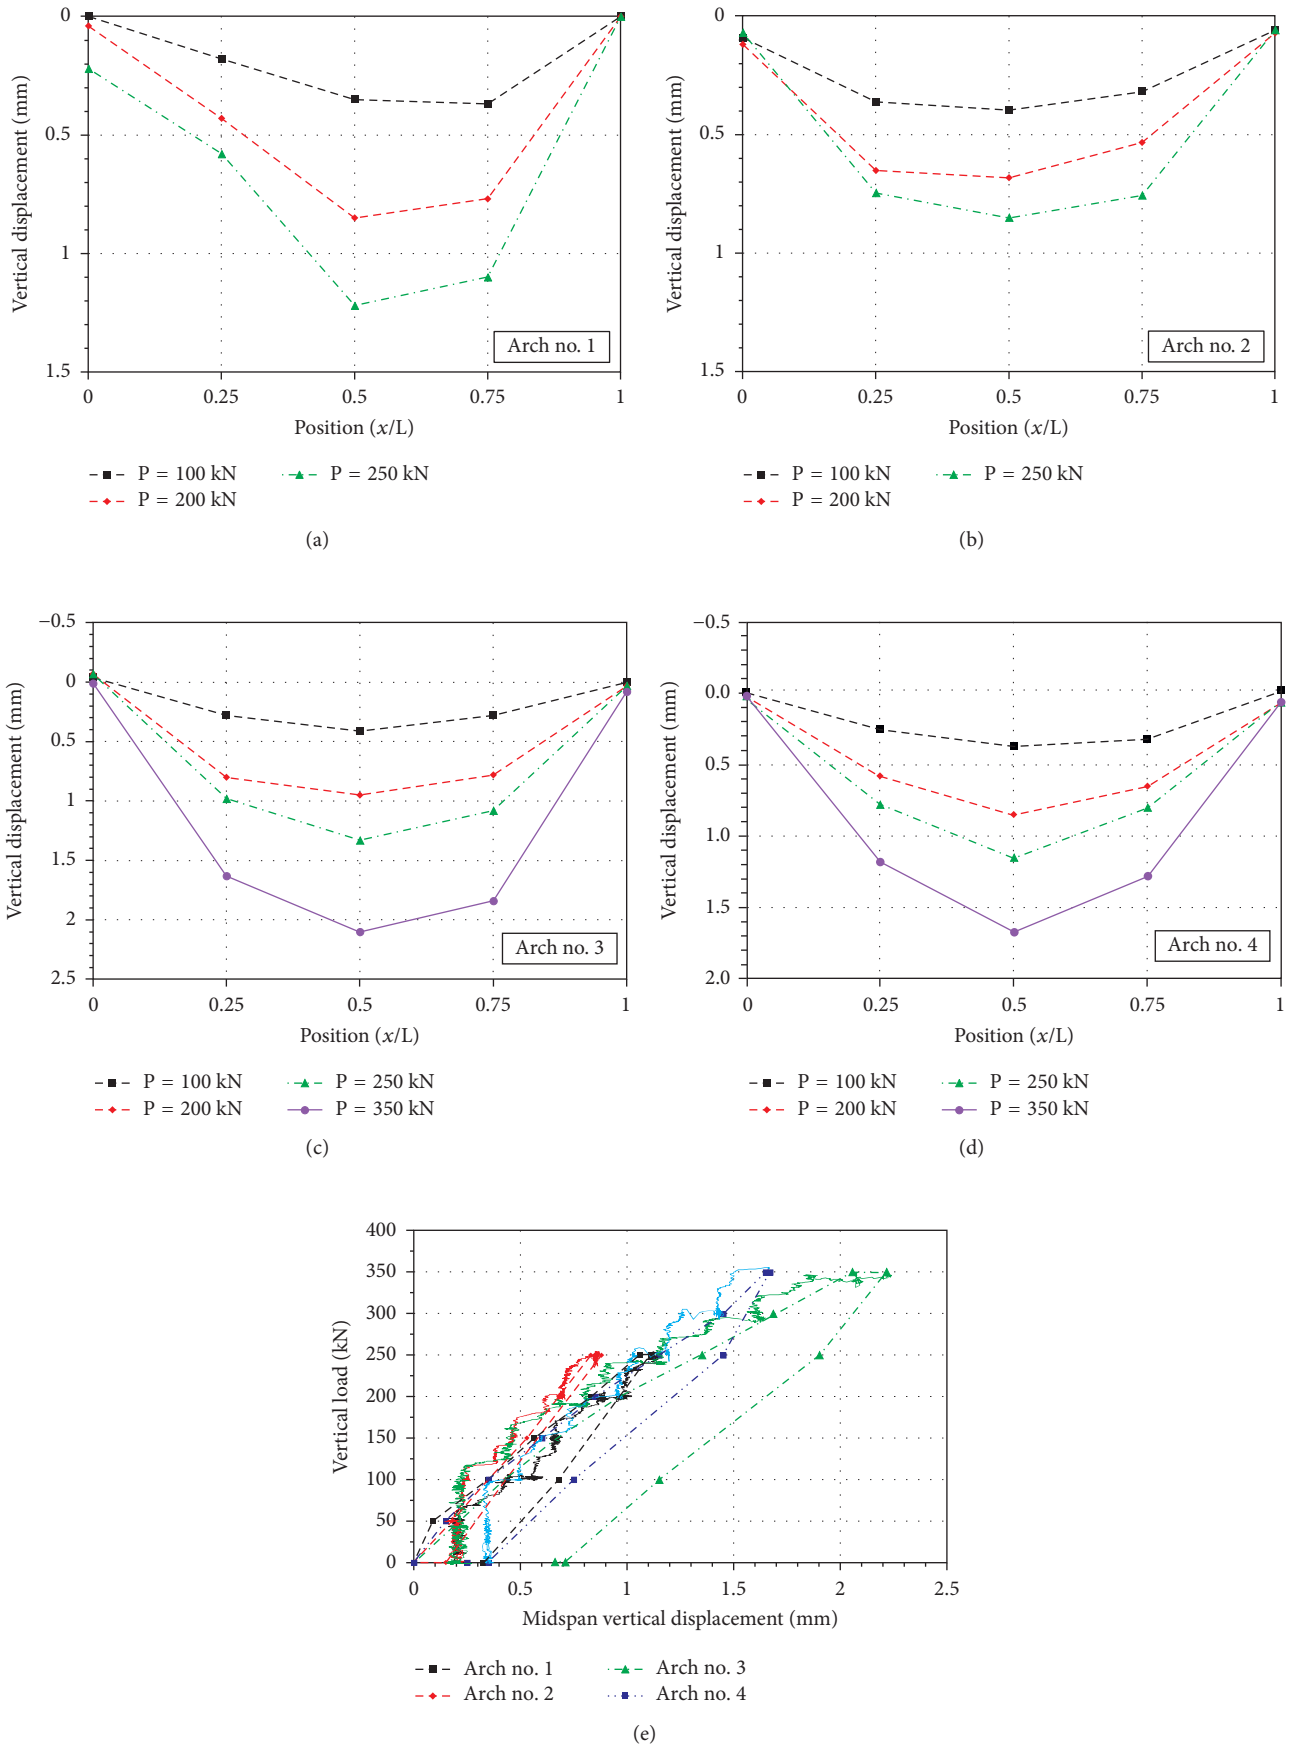 0
0.5
1
1.5
Vertical displacement (mm)
0 0.25 0.5 0.75 1
Position (x/L)
Arch no. 1
P = 100 kN
P = 200 kN
P = 250 kN
(a)
0
0.5
1
1.5
Vertical displacement (mm)
0 0.25 0.5 0.75 1
Position (x/L)
Arch no. 2
P = 100 kN
P = 200 kN
P = 250 kN
(b)
−0.5
0
0.5
1
1.5
2
2.5
Vertical displacement (mm)
0 0.25 0.5 0.75 1
Position (x/L)
Arch no. 3
P = 100 kN
P = 200 kN
P = 250 kN
P = 350 kN
(c)
−0.5
0.0
0.5
1.0
1.5
2.0
Vertical displacement (mm)
0 0.25 0.5 0.75 1
Position (x/L)
Arch no. 4
P = 100 kN
P = 200 kN
P = 250 kN
P = 350 kN
(d)
400
350
300
250
200
150
100
50
0
Vertical load (kN)
0 0.5 1 1.5 2 2.5
Midspan vertical displacement (mm)
Arch no. 1
Arch no. 2
Arch no. 3
Arch no. 4
(e)